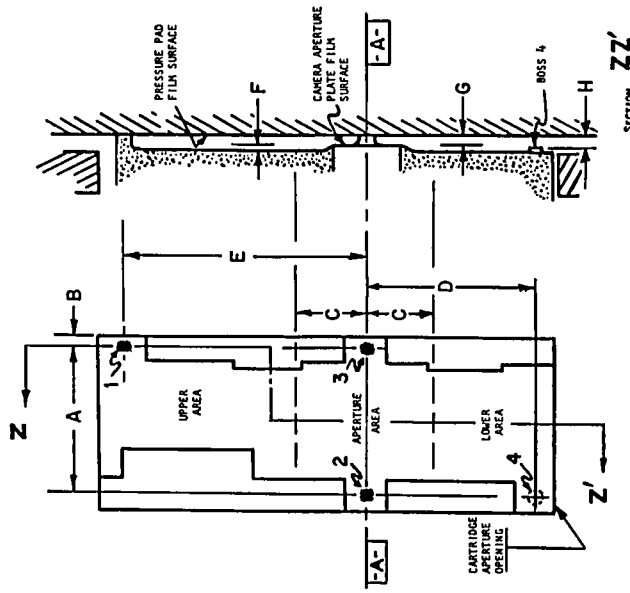 PRESSURE PAD
FILM SURFACE
F
CAMERA APERTURE
PLATE FILM
SURFACE
-A-
G
BOSS 4
H
SECTION ZZ'
E
C
C
D
B
Z
A
1
UPPER
AREA
3
APERTURE
AREA
2
-A-
LOWER
AREA
4
Z'
CARTRIDGE
APERTURE
OPENING